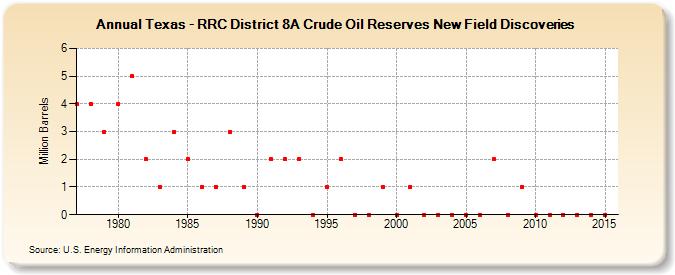 Annual Texas - RRC District 8A Crude Oil Reserves New Field Discoveries
Million Barrels
6
5
4
3
2
1
0
1980 1985 1990 1995 2000 2005 2010 2015
Source: U.S. Energy Information Administration